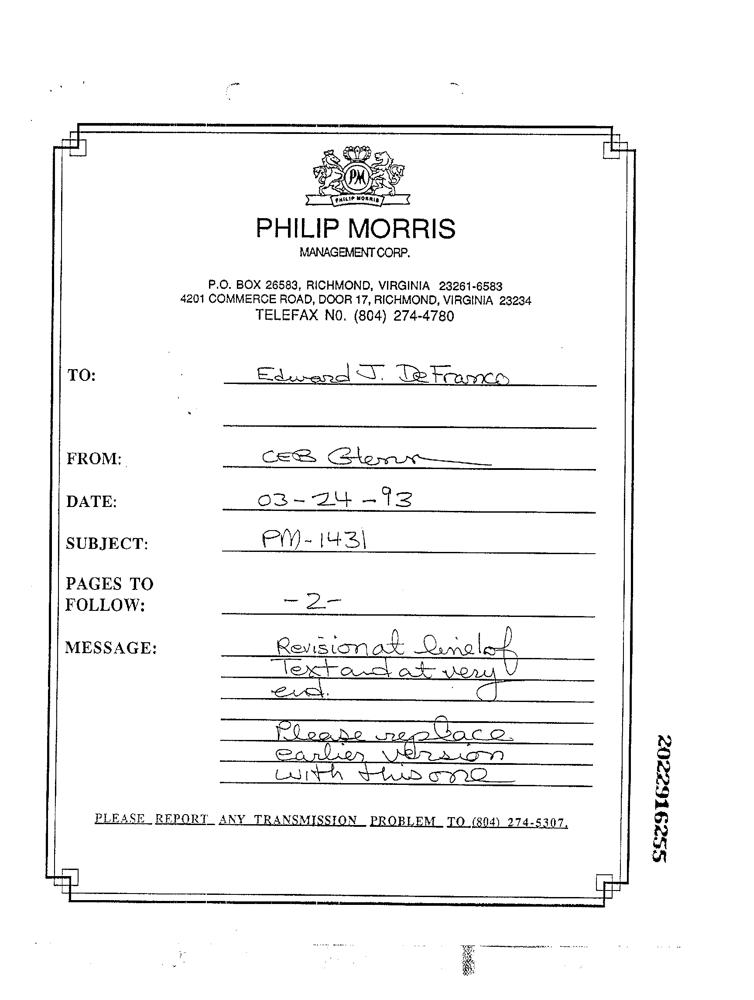 PM
PHILIP MORRIS
PHILIP MORRIS
MANAGEMENT CORP.
P.O. BOX 26583, RICHMOND, VIRGINIA 23261-6583
4201 COMMERCE ROAD, DOOR 17, RICHMOND, VIRGINIA 23234
TELEFAX NO. (804) 274-4780
TO: Edward J. DeFranco
FROM: CEB Glenn
DATE: 03-24-93
SUBJECT: PM-1431
PAGES TO
FOLLOW: -2-
MESSAGE: Revision at line 1 of
Text and at very
end.
Please replace
earlier version
with this one
PLEASE REPORT ANY TRANSMISSION PROBLEM TO (804) 274-5307.
2022916255